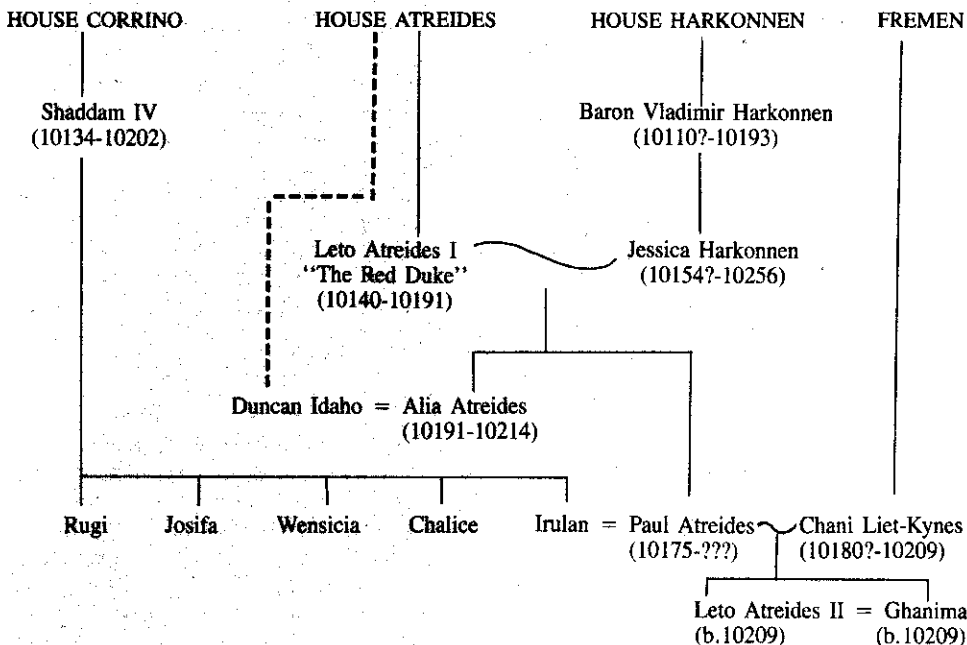 HOUSE CORRINO HOUSE ATREIDES HOUSE HARKONNEN FREMEN
Shaddam IV Baron Vladimir Harkonnen
(10134-10202) (10110?-10193)
Leto Atreides I Jessica Harkonnen
"The Red Duke" (10154?-10256)
(10140-10191)
Duncan Idaho = Alia Atreides
(10191-10214)
Rugi Josifa Wensicia Chalice Irulan = Paul Atreides Chani Liet-Kynes
(10175-???) (10180?-10209)
Leto Atreides II = Ghanima
(b.10209) (b.10209)